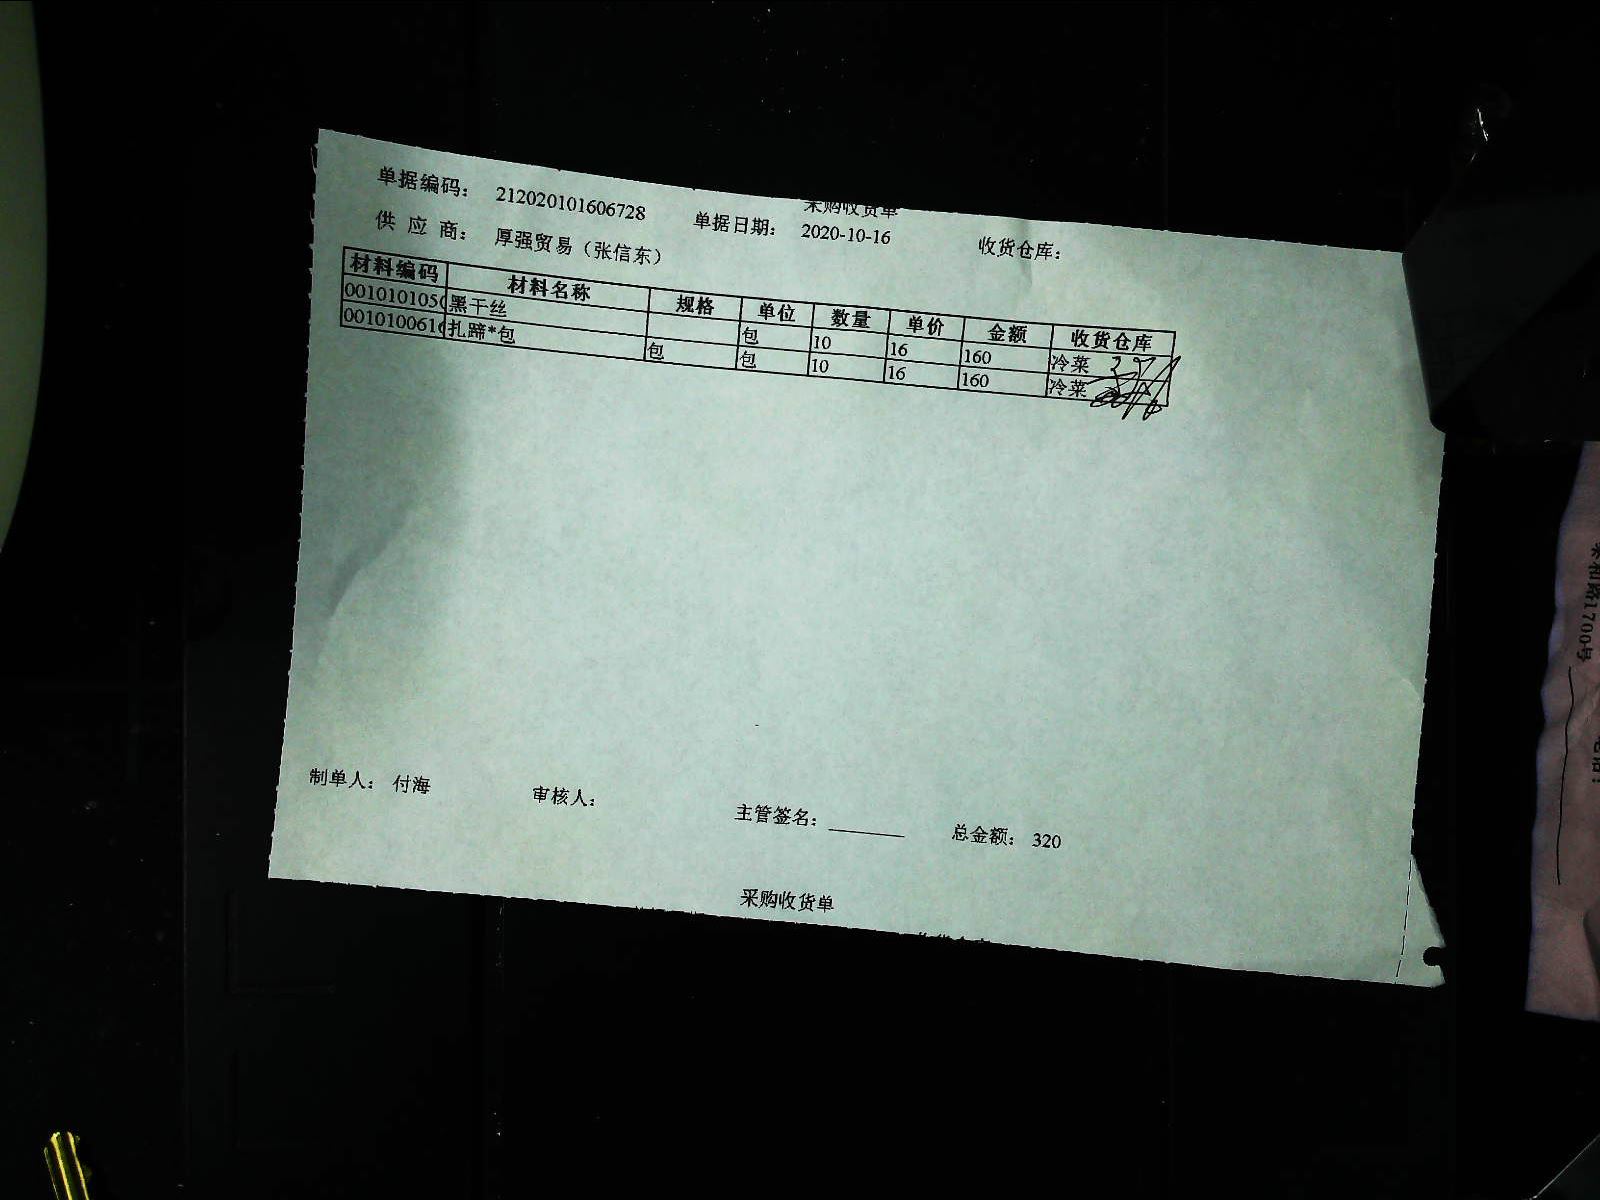 采购收货单
单据编码： 212020101606728 单据日期： 2020-10-16 收货仓库：
供 应 商： 厚强贸易（张信东）
材料编码 材料名称 规格 单位 数量 单价 金额 收货仓库
001010105 黑干丝 包 10 16 160 冷菜
001010061 扎蹄*包 包 包 10 16 160 冷菜
制单人： 付海 审核人： 主管签名： 总金额： 320
采购收货单